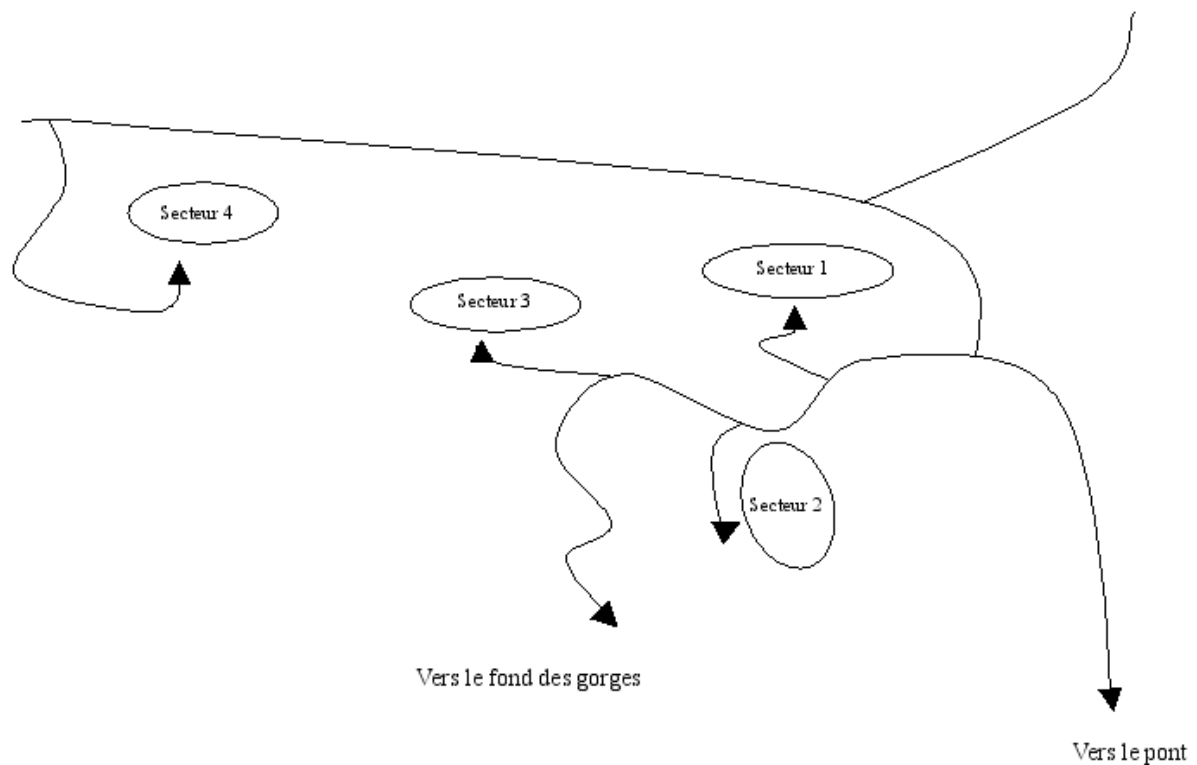 Secteur 4
Secteur 1
Secteur 3
Secteur 2
Vers le fond des gorges
Vers le pont